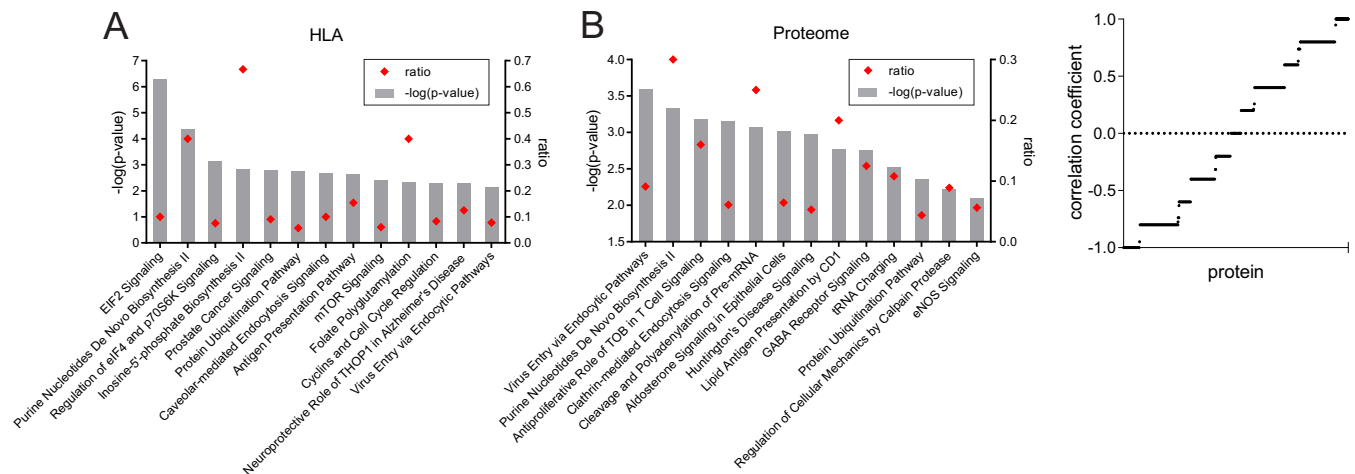 A
HLA
-log(p-value)
7
6
5
4
3
2
1
0
ratio
-log(p-value)
0.7
0.6
0.5
0.4
0.3
0.2
0.1
0.0
ratio
EIF2 Signaling
Purine Nucleotides De Novo Biosynthesis II
Regulation of eIF4 and p70S6K Signaling
Inosine-5'-phosphate Biosynthesis II
Prostate Cancer Signaling
Protein Ubiquitination Pathway
Caveolar-mediated Endocytosis Signaling
Antigen Presentation Pathway
mTOR Signaling
Folate Polyglutamylation
Cyclins and Cell Cycle Regulation
Neuroprotective Role of THOP1 in Alzheimer's Disease
Virus Entry via Endocytic Pathways
B
Proteome
-log(p-value)
4.0
3.5
3.0
2.5
2.0
1.5
ratio
-log(p-value)
0.3
0.2
0.1
0.0
ratio
Virus Entry via Endocytic Pathways
Purine Nucleotides De Novo Biosynthesis II
Antiproliferative Role of TOB in T Cell Signaling
Clathrin-mediated Endocytosis Signaling
Cleavage and Polyadenylation of Pre-mRNA
Aldosterone Signaling in Epithelial Cells
Huntington's Disease Signaling
Lipid Antigen Presentation by CD1
GABA Receptor Signaling
tRNA Charging
Protein Ubiquitination Pathway
Regulation of Cellular Mechanics by Calpain Protease
eNOS Signaling
correlation coefficient
1.0
0.5
0.0
-0.5
-1.0
protein